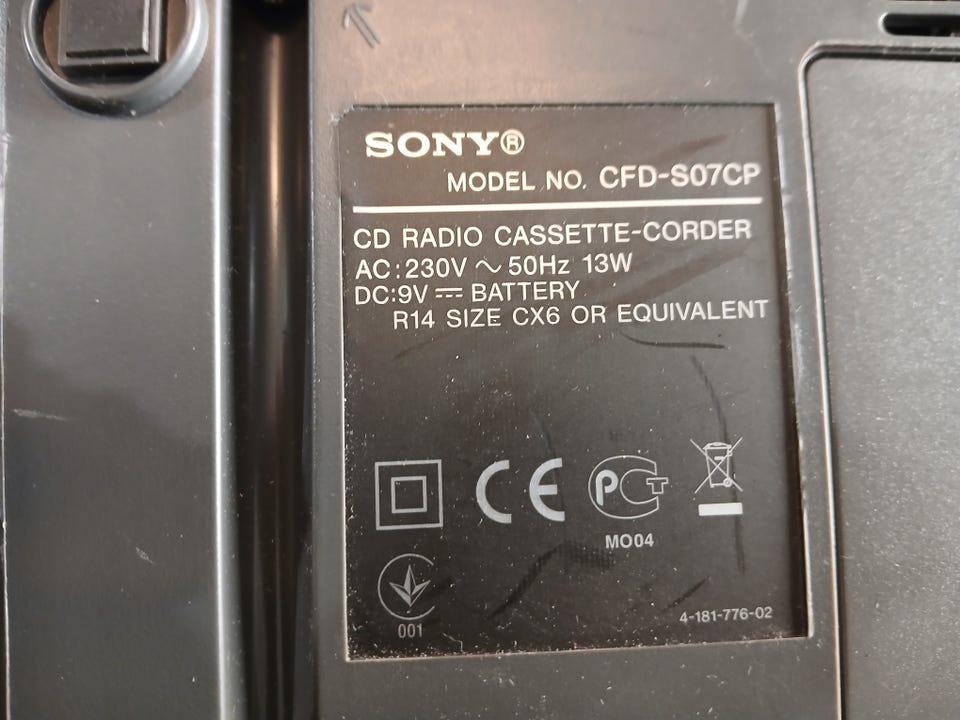 SONY®
MODEL NO. CFD-S07CP
CD RADIO CASSETTE-CORDER
AC:230V ~ 50Hz 13W
DC:9V ⎓ BATTERY
R14 SIZE CX6 OR EQUIVALENT
CE PCT
MO04
001
4-181-776-02